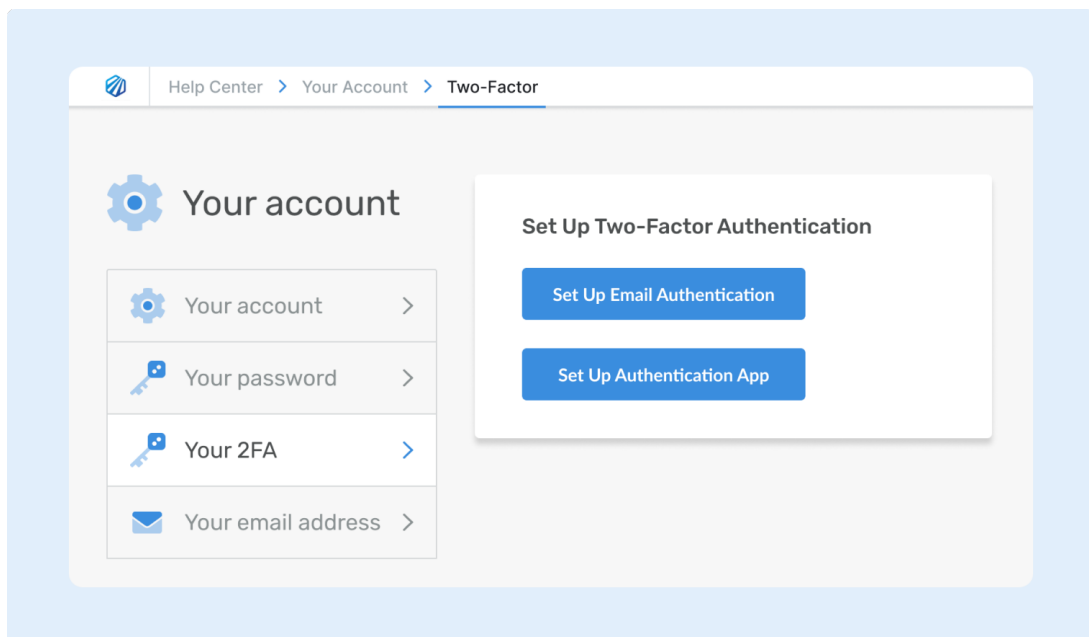 Help Center > Your Account > Two-Factor
Your account
Your account
Your password
Your 2FA
Your email address
Set Up Two-Factor Authentication
Set Up Email Authentication
Set Up Authentication App